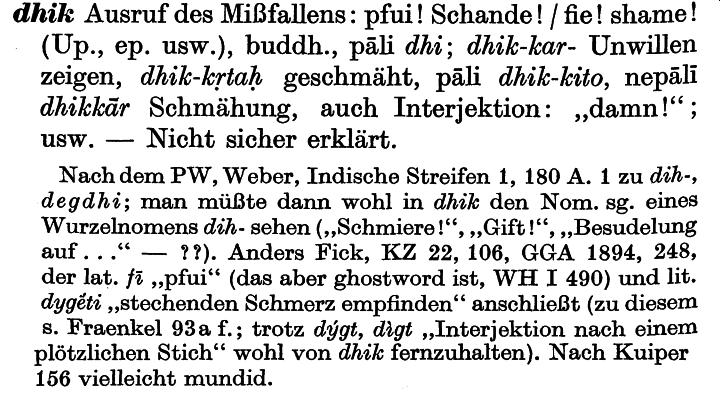 dhik Ausruf des Mißfallens: pfui! Schande! / fie! shame!
(Up., ep. usw.), buddh., pāli dhi; dhik-kar- Unwillen
zeigen, dhik-kṛtaḥ geschmäht, pāli dhik-kito, nepālī
dhikkār Schmähung, auch Interjektion: „damn!“;
usw. — Nicht sicher erklärt.
Nach dem PW, Weber, Indische Streifen 1, 180 A. 1 zu dih-,
degdhi; man müßte dann wohl in dhik den Nom. sg. eines
Wurzelnomens dih- sehen („Schmiere!“, „Gift!“, „Besudelung
auf ...“ — ??). Anders Fick, KZ 22, 106, GGA 1894, 248,
der lat. fī „pfui“ (das aber ghostword ist, WH I 490) und lit.
dygė́ti „stechenden Schmerz empfinden“ anschließt (zu diesem
s. Fraenkel 93a f.; trotz dýgt, dìgt „Interjektion nach einem
plötzlichen Stich“ wohl von dhik fernzuhalten). Nach Kuiper
156 vielleicht mundid.